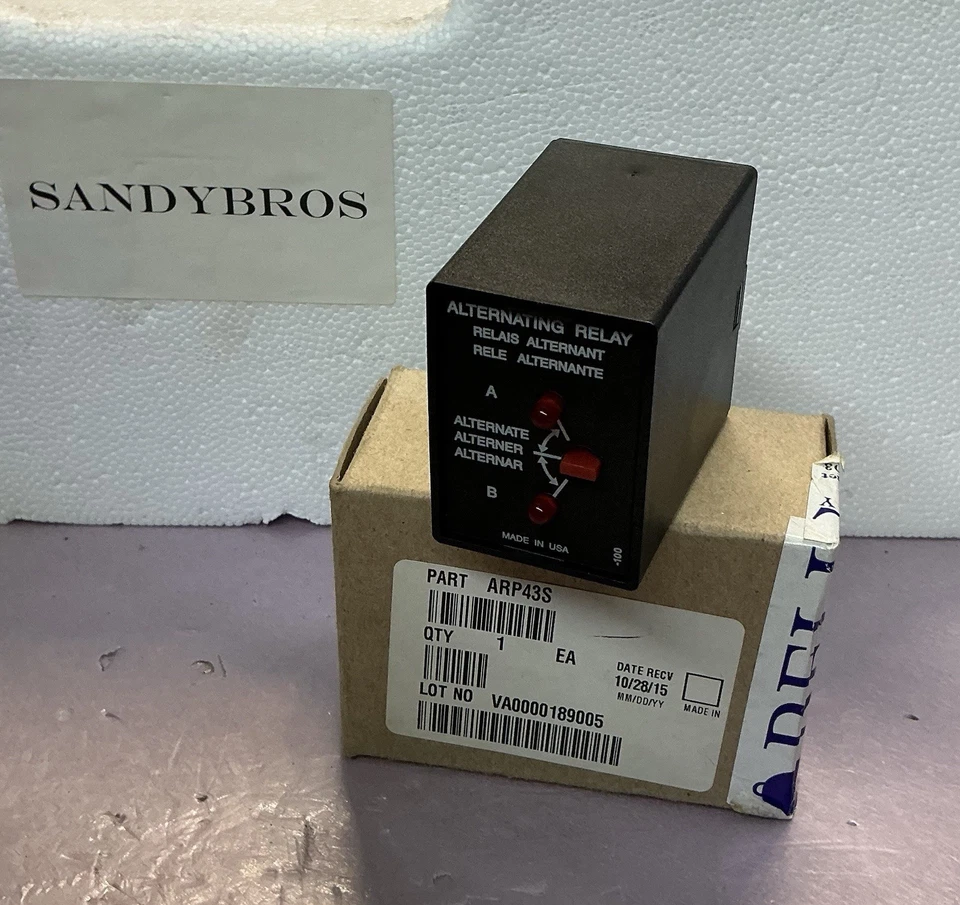 SANDYBROS
ALTERNATING RELAY
RELAIS ALTERNANT
RELE ALTERNANTE
A
ALTERNATE
ALTERNER
ALTERNAR
B
MADE IN USA
-100
PART ARP43S
QTY 1 EA
DATE RECV
10/28/15
MM/DD/YY
MADE IN
LOT NO VA0000189005